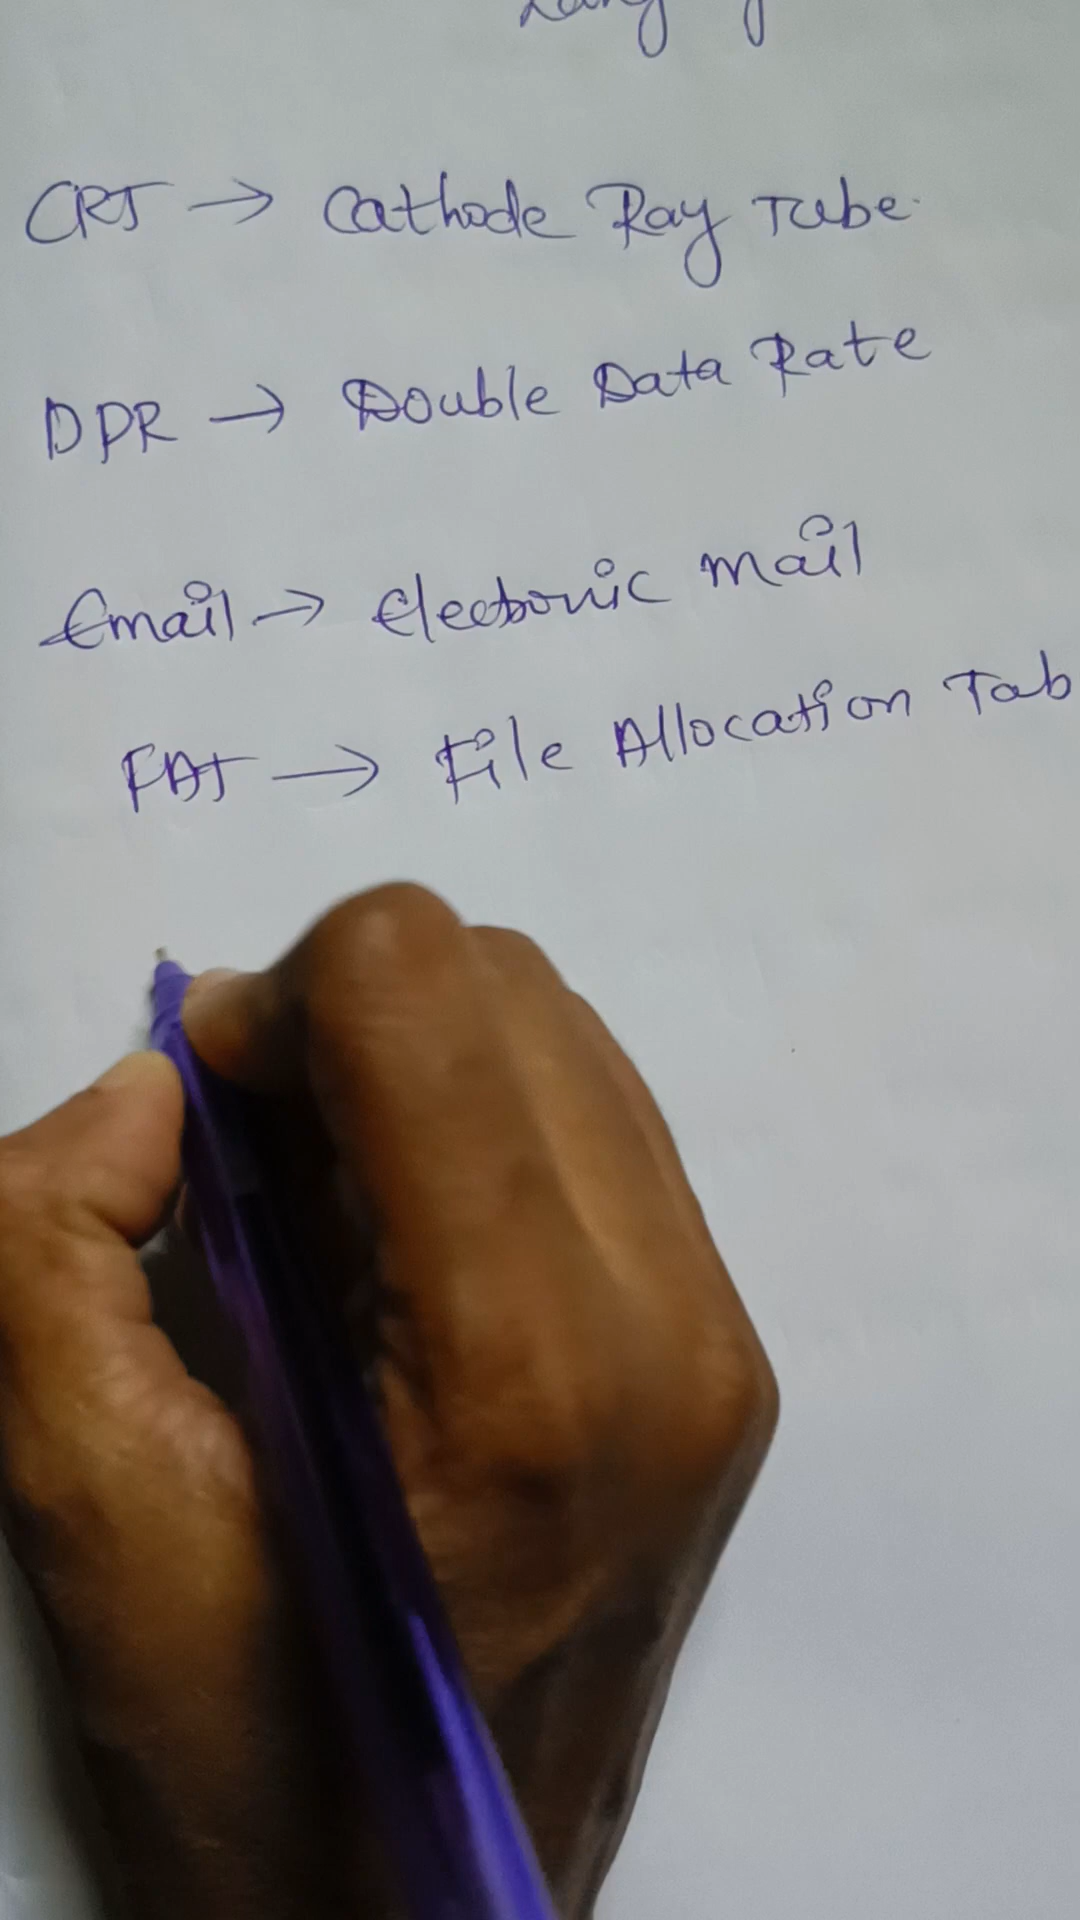 CRT → Cathode Ray Tube.
DDR → Double Data Rate
Email → Electronic mail
FAT → File Allocation Tab